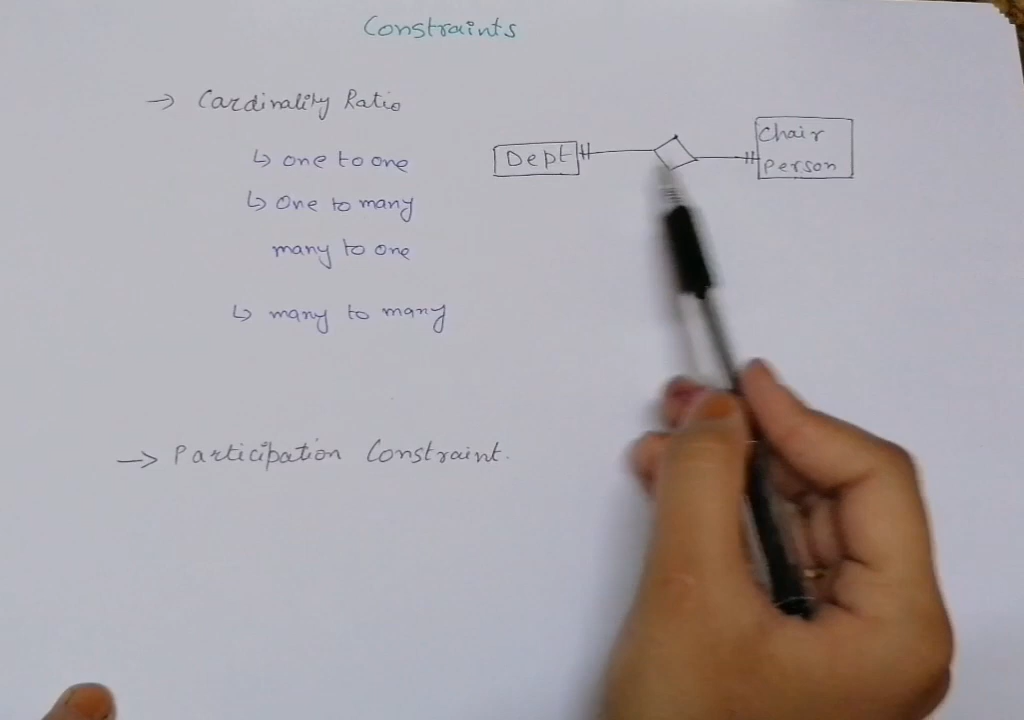 Constraints
→ Cardinality Ratio
↳ one to one
Dept
Chair
person
↳ One to many
many to one
↳ many to many
→ Participation Constraint.